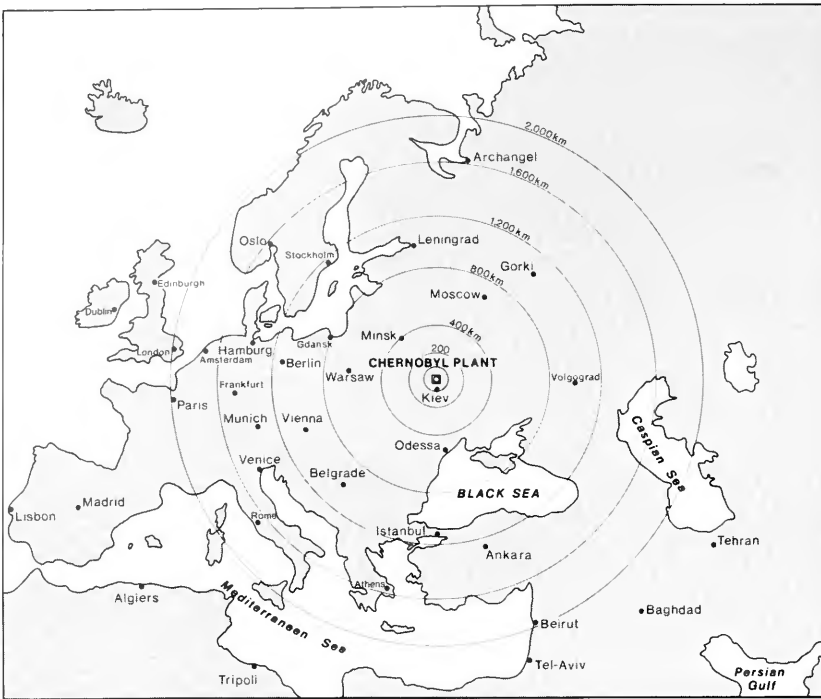 2,000km
Archangel
1,600km
Oslo
1,200km
Leningrad
Stockholm
Gorki
800km
Edinburgh
Moscow
Dublin
400km
Minsk
Gdansk
Hamburg
London
Amsterdam
200
Berlin
CHERNOBYL PLANT
Warsaw
Volgograd
Frankfurt
Kiev
Paris
Munich
Vienna
Odessa
Caspian Sea
Venice
Belgrade
BLACK SEA
Madrid
Lisbon
Rome
Istanbul
Tehran
Ankara
Athens
Algiers
Mediterranean Sea
Baghdad
Beirut
Tel-Aviv
Tripoli
Persian
Gulf